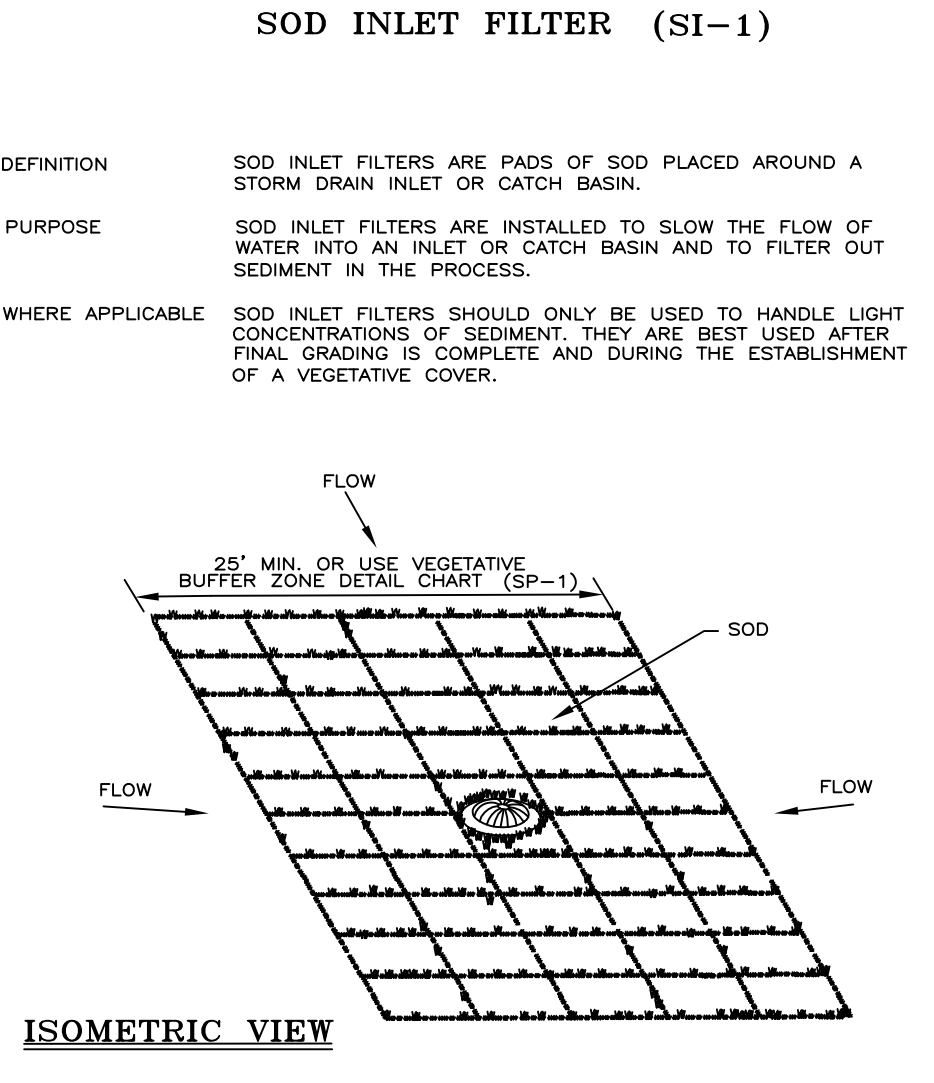 SOD INLET FILTER (SI-1)
DEFINITION SOD INLET FILTERS ARE PADS OF SOD PLACED AROUND A
STORM DRAIN INLET OR CATCH BASIN.
PURPOSE SOD INLET FILTERS ARE INSTALLED TO SLOW THE FLOW OF
WATER INTO AN INLET OR CATCH BASIN AND TO FILTER OUT
SEDIMENT IN THE PROCESS.
WHERE APPLICABLE SOD INLET FILTERS SHOULD ONLY BE USED TO HANDLE LIGHT
CONCENTRATIONS OF SEDIMENT. THEY ARE BEST USED AFTER
FINAL GRADING IS COMPLETE AND DURING THE ESTABLISHMENT
OF A VEGETATIVE COVER.
FLOW
25' MIN. OR USE VEGETATIVE
BUFFER ZONE DETAIL CHART (SP-1)
SOD
FLOW
FLOW
ISOMETRIC VIEW